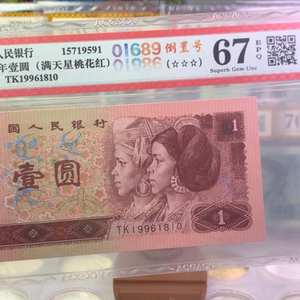 人民银行 15719591 01689 倒置号 67 EPQ
年壹圆（满天星桃花红） 01986 (☆☆☆) Superb Gem Unc
TK19961810
国人民银行 1
壹圆
TK19961810 1